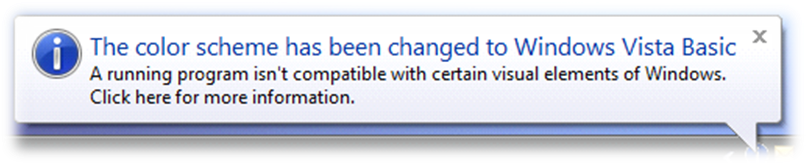 The color scheme has been changed to Windows Vista Basic
A running program isn't compatible with certain visual elements of Windows.
Click here for more information.